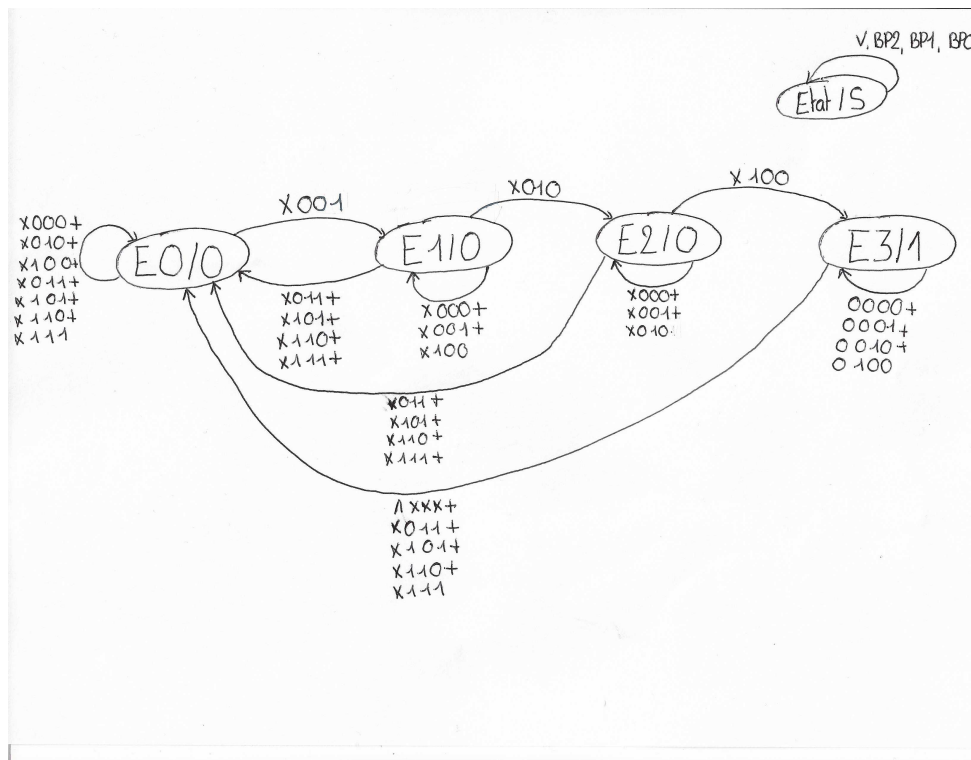 V, BP2, BP1, BP0
Etat/S
X001
X010
X100
X000+
X010+
X100+
X011+
X101+
X110+
X111
E0/0
E1/0
E2/0
E3/1
X011+
X101+
X110+
X111+
X000+
X001+
X100
X000+
X001+
X010
0000+
0001+
0010+
0100
X011+
X101+
X110+
X111+
1XXX+
X011+
X101+
X110+
X111